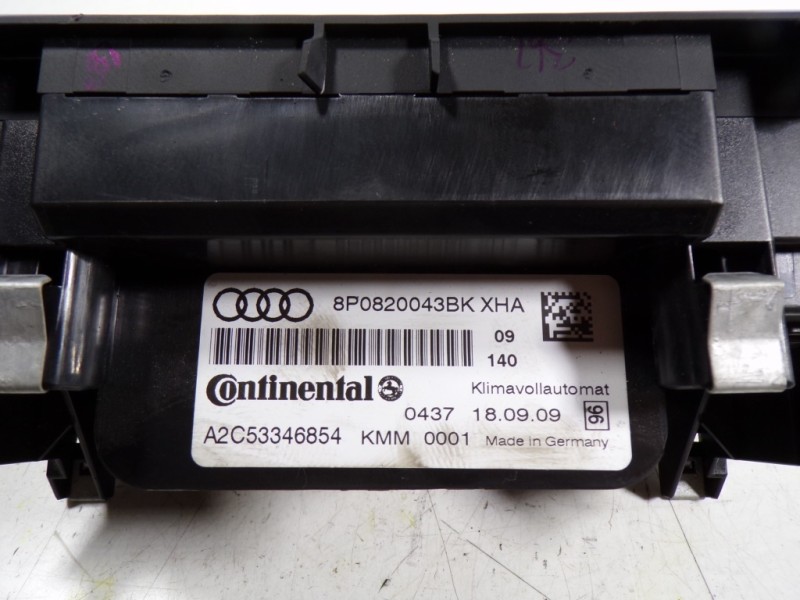 8P0820043BK XHA
09
140
Continental
Klimavollautomat
0437 18.09.09 96
A2C53346854 KMM 0001 Made in Germany